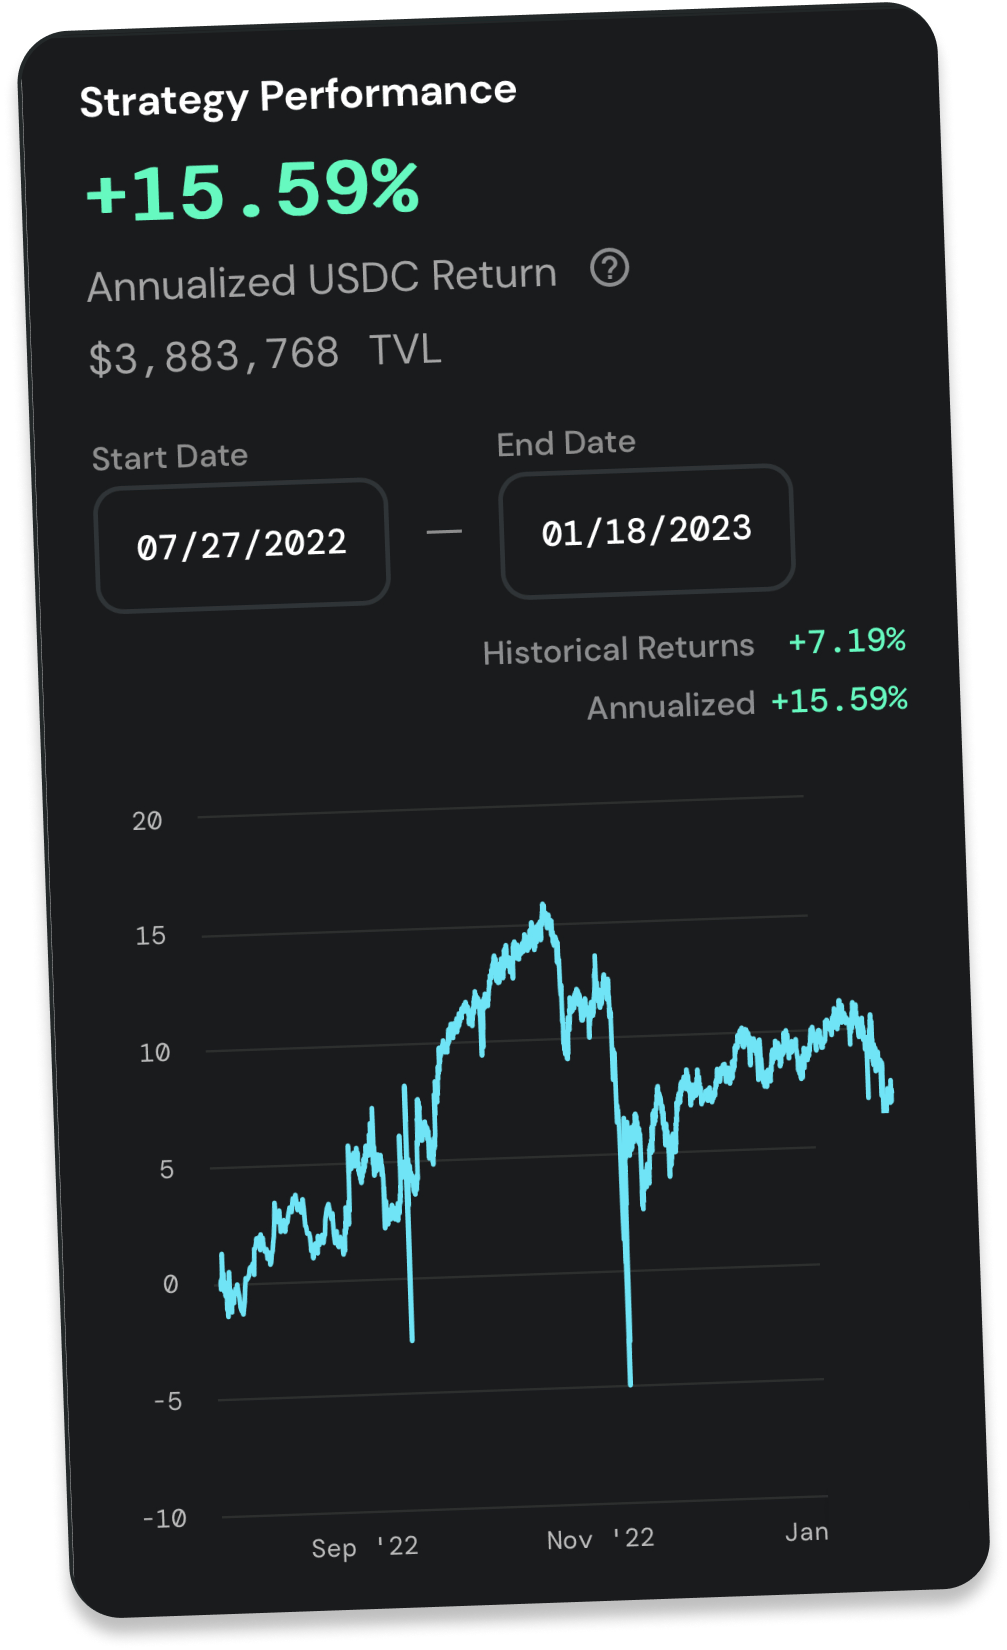 Strategy Performance
+15.59%
Annualized USDC Return ?
$3,883,768 TVL
Start Date End Date
07/27/2022 — 01/18/2023
Historical Returns +7.19%
Annualized +15.59%
20
15
10
5
0
-5
-10
Sep '22 Nov '22 Jan